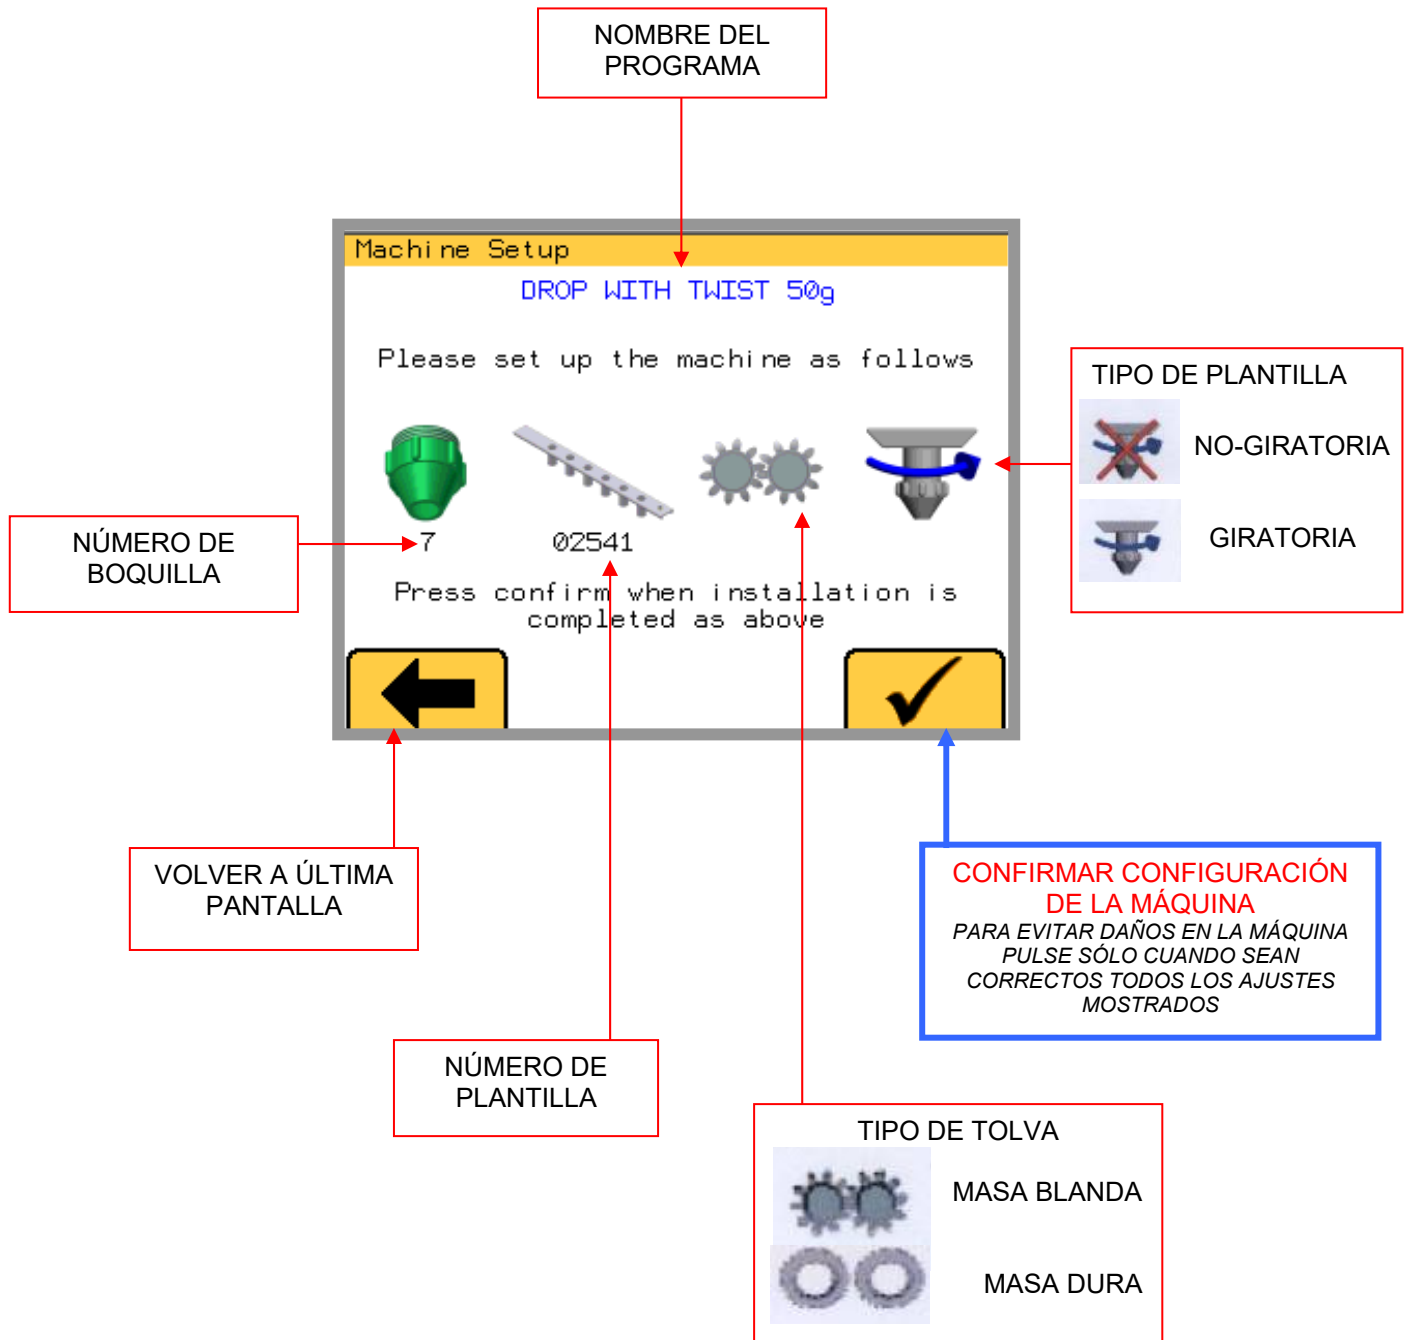 NOMBRE DEL
PROGRAMA
Machine Setup
DROP WITH TWIST 50g
Please set up the machine as follows
TIPO DE PLANTILLA
NO-GIRATORIA
GIRATORIA
NÚMERO DE
BOQUILLA
7
02541
Press confirm when installation is
completed as above
VOLVER A ÚLTIMA
PANTALLA
CONFIRMAR CONFIGURACIÓN
DE LA MÁQUINA
PARA EVITAR DAÑOS EN LA MÁQUINA
PULSE SÓLO CUANDO SEAN
CORRECTOS TODOS LOS AJUSTES
MOSTRADOS
NÚMERO DE
PLANTILLA
TIPO DE TOLVA
MASA BLANDA
MASA DURA